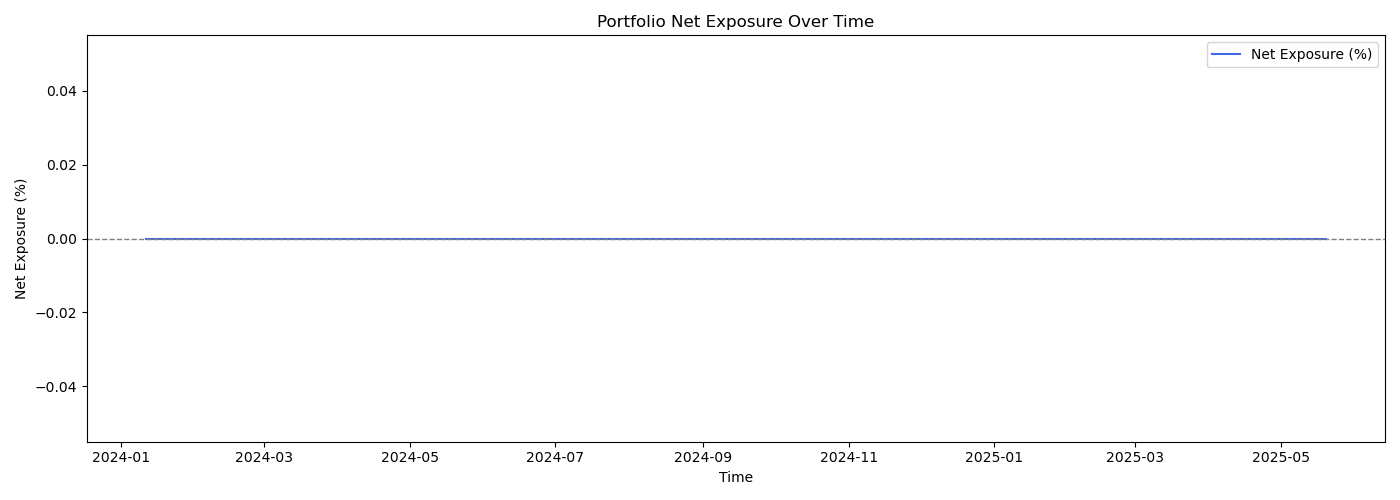 Portfolio Net Exposure Over Time
Net Exposure (%)
Net Exposure (%)
0.04
0.02
0.00
−0.02
−0.04
2024-01 2024-03 2024-05 2024-07 2024-09 2024-11 2025-01 2025-03 2025-05
Time